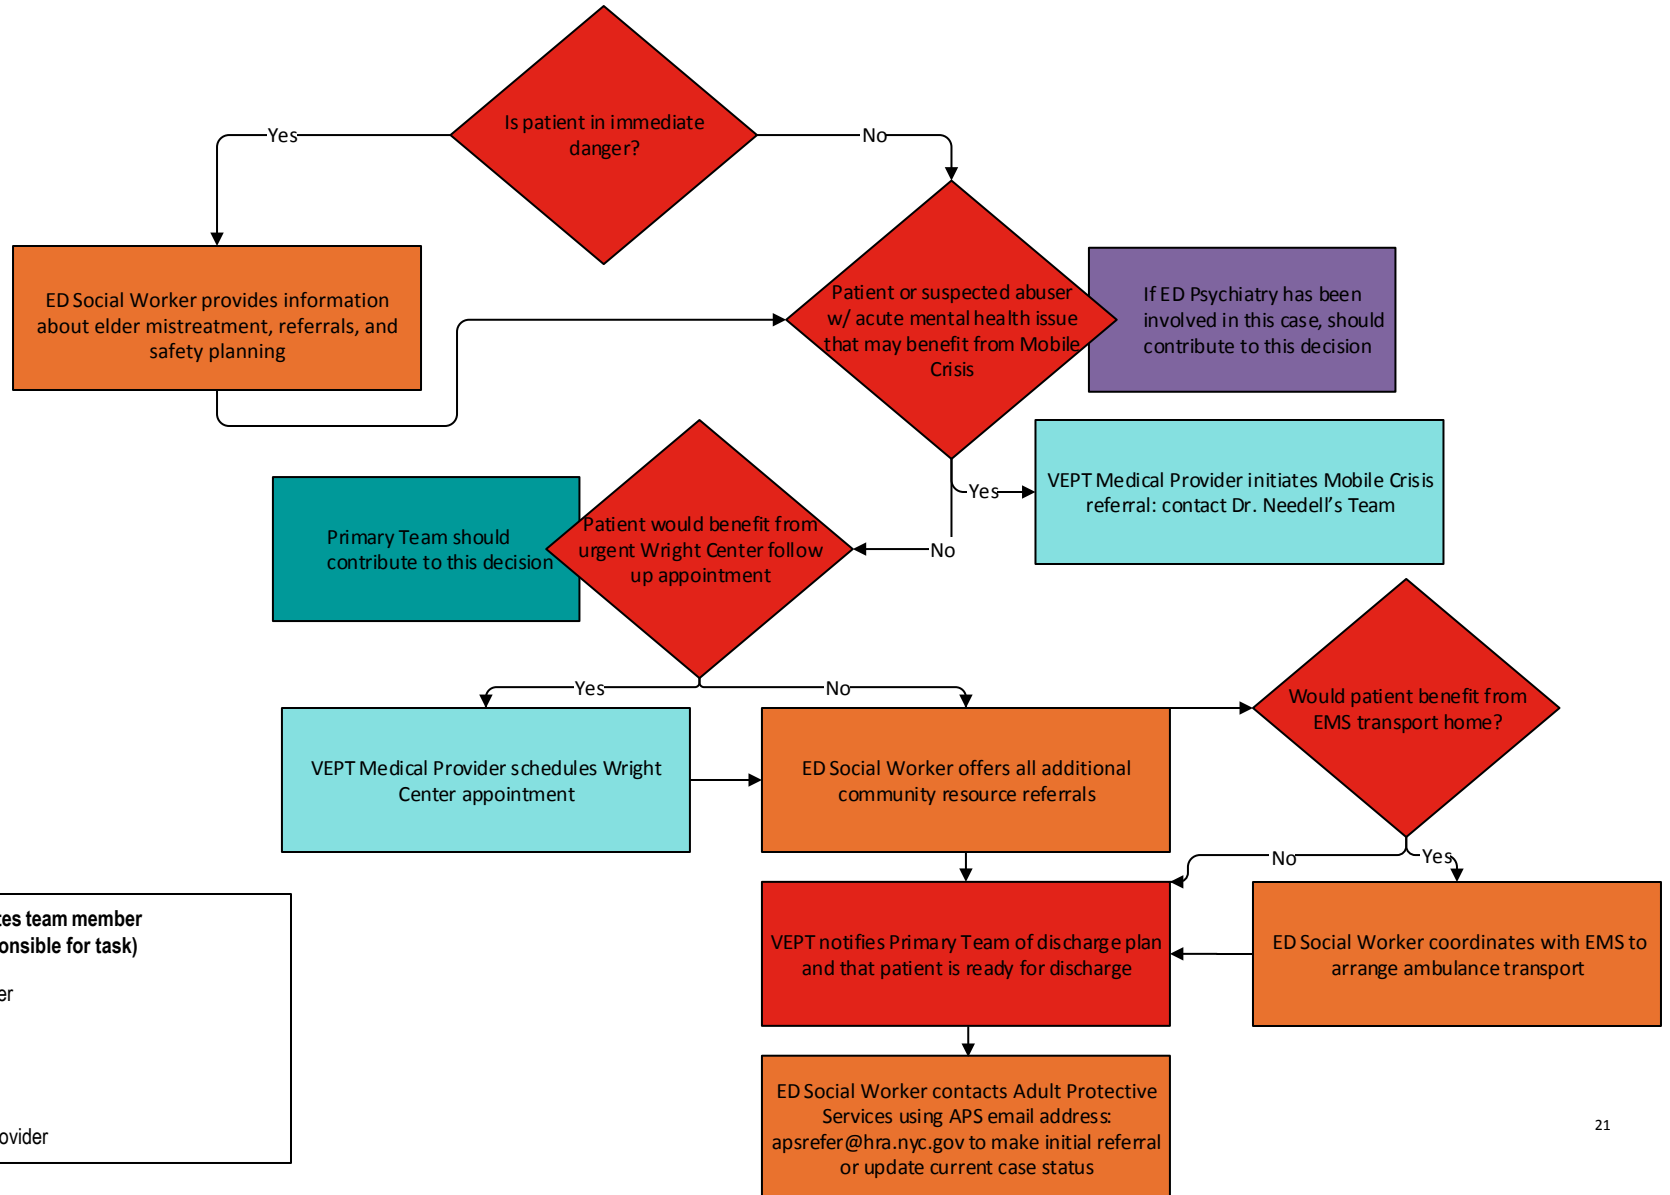 Is patient in immediate
danger?
Yes
No
ED Social Worker provides information
about elder mistreatment, referrals, and
safety planning
Patient or suspected abuser
w/ acute mental health issue
that may benefit from Mobile
Crisis
If ED Psychiatry has been
involved in this case, should
contribute to this decision
Yes
VEPT Medical Provider initiates Mobile Crisis
referral: contact Dr. Needell's Team
No
Primary Team should
contribute to this decision
Patient would benefit from
urgent Wright Center follow
up appointment
Yes
No
Would patient benefit from
EMS transport home?
VEPT Medical Provider schedules Wright
Center appointment
ED Social Worker offers all additional
community resource referrals
No
Yes
VEPT notifies Primary Team of discharge plan
and that patient is ready for discharge
ED Social Worker coordinates with EMS to
arrange ambulance transport
team member
for task)
ED Social Worker contacts Adult Protective
Services using APS email address:
apsrefer@hra.nyc.gov to make initial referral
or update current case status
21